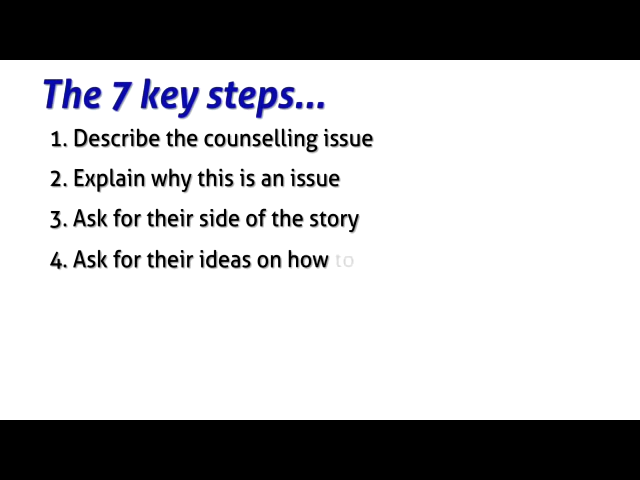 The 7 key steps...
1. Describe the counselling issue
2. Explain why this is an issue
3. Ask for their side of the story
4. Ask for their ideas on how to